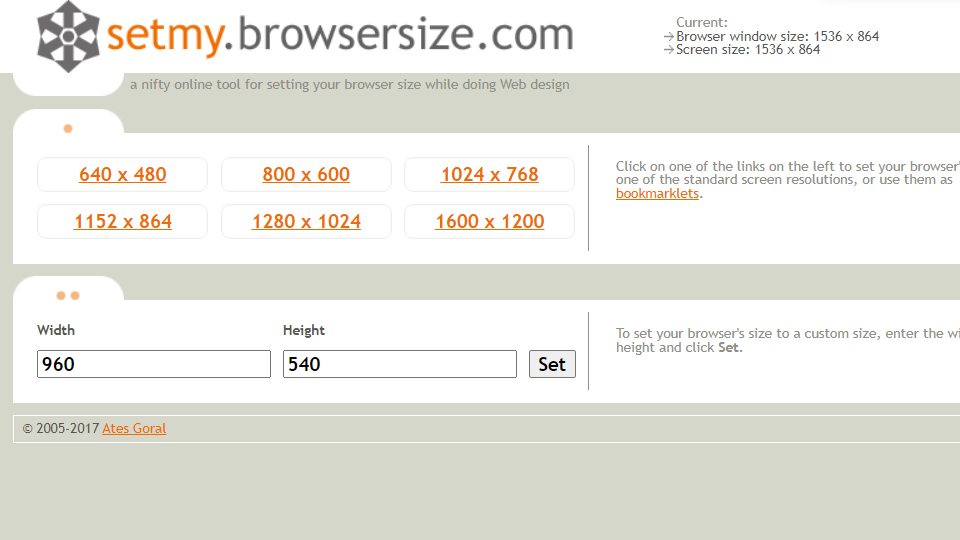 setmy.browsersize.com
Current:
Browser window size: 1536 x 864
Screen size: 1536 x 864
a nifty online tool for setting your browser size while doing Web design
640 x 480
800 x 600
1024 x 768
1152 x 864
1280 x 1024
1600 x 1200
Click on one of the links on the left to set your browser'
one of the standard screen resolutions, or use them as
bookmarklets.
Width
Height
960
540
Set
To set your browser's size to a custom size, enter the wi
height and click Set.
© 2005-2017 Ates Goral